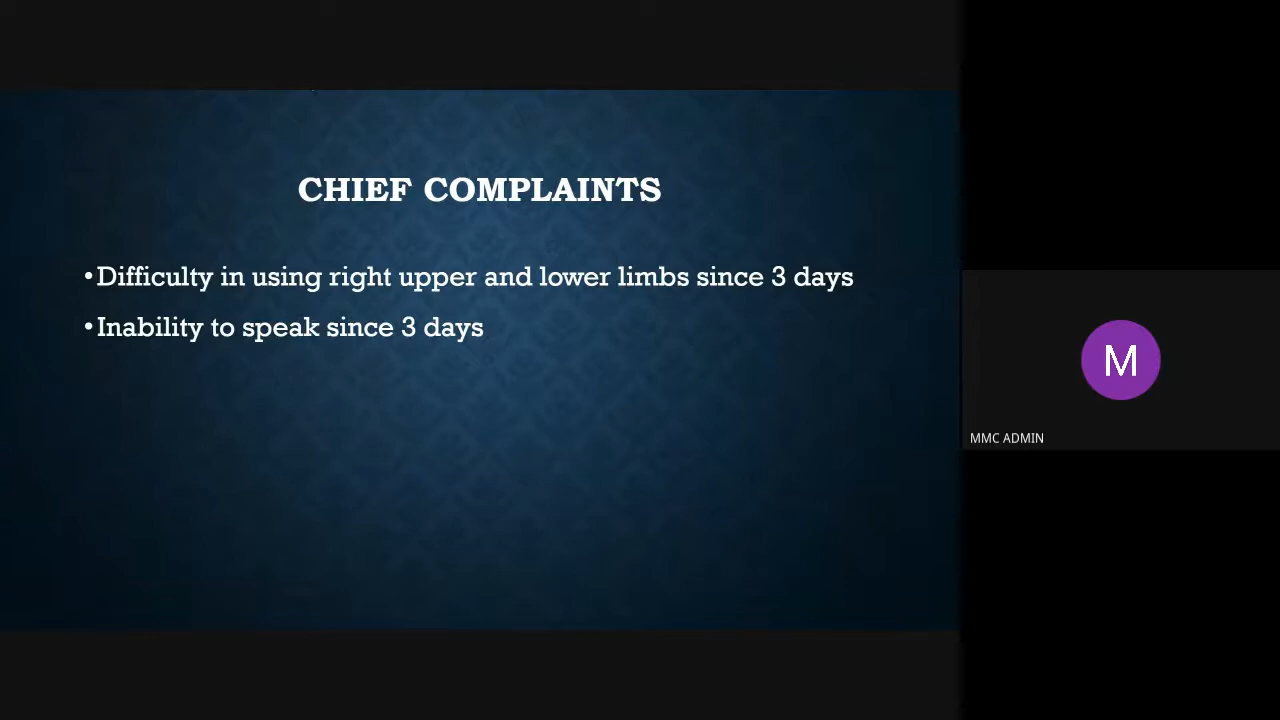 CHIEF COMPLAINTS
•Difficulty in using right upper and lower limbs since 3 days
•Inability to speak since 3 days
M
MMC ADMIN